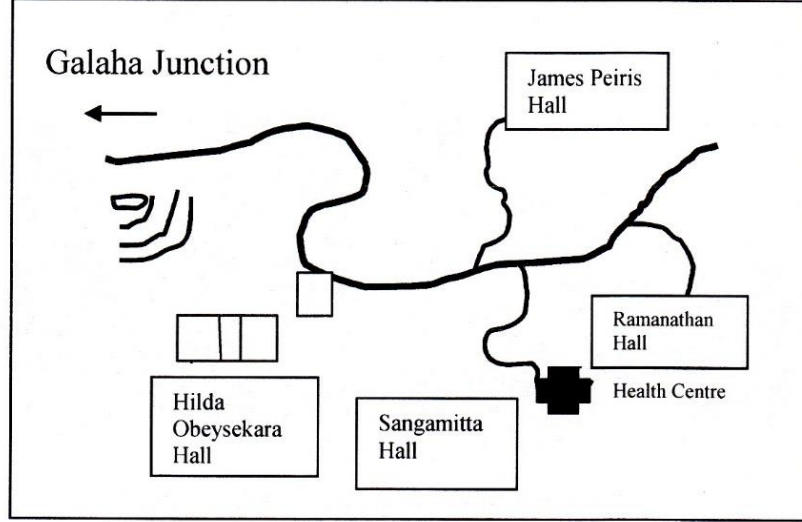 Galaha Junction
James Peiris
Hall
Ramanathan
Hall
Health Centre
Hilda
Obeysekara
Hall
Sangamitta
Hall